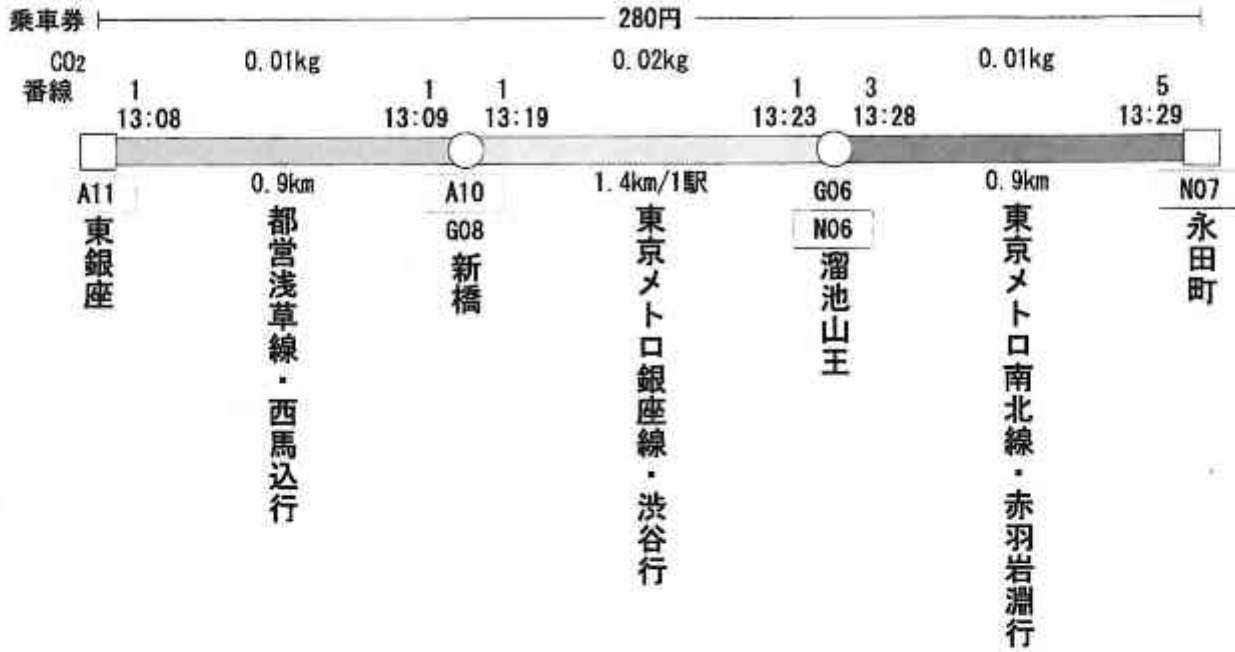 乗車券 280円
CO2 0.01kg 0.02kg 0.01kg
番線 1 1 1 1 3 5
13:08 13:09 13:19 13:23 13:28 13:29
0.9km 1.4km/1駅 0.9km
A11 A10 G06 N07
G08 N06
東銀座
都営浅草線・西馬込行
新橋
東京メトロ銀座線・渋谷行
溜池山王
東京メトロ南北線・赤羽岩淵行
永田町